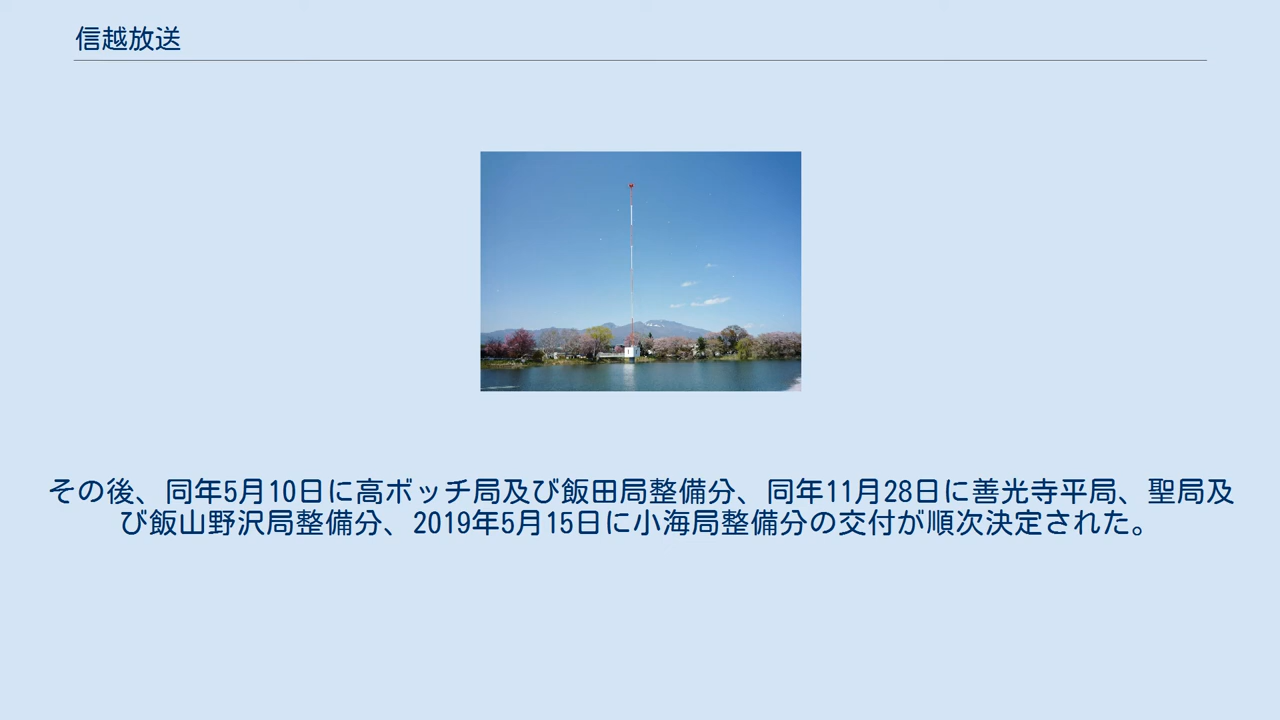 信越放送
その後、同年5月10日に高ボッチ局及び飯田局整備分、同年11月28日に善光寺平局、聖局及
び飯山野沢局整備分、2019年5月15日に小海局整備分の交付が順次決定された。